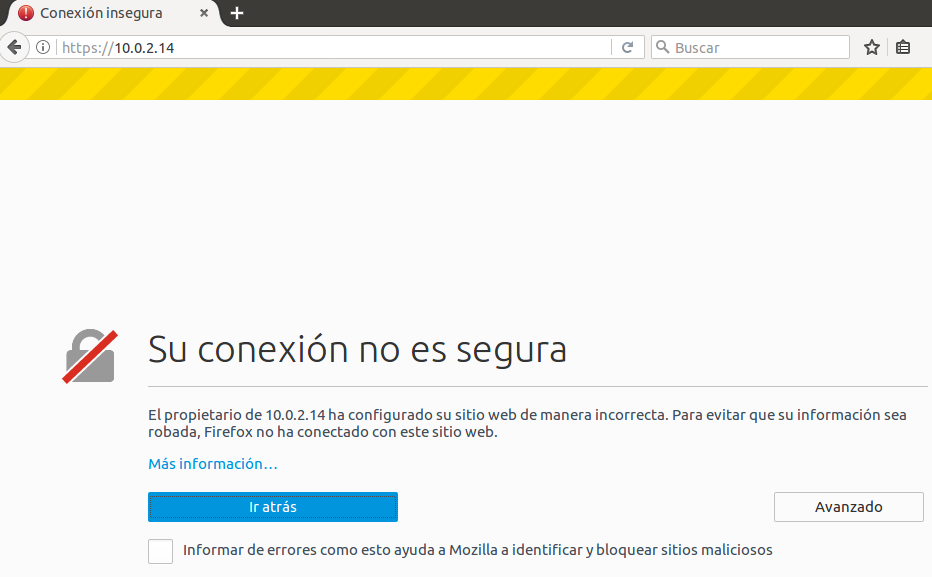 Conexión insegura
https://10.0.2.14
Buscar
Su conexión no es segura
El propietario de 10.0.2.14 ha configurado su sitio web de manera incorrecta. Para evitar que su información sea
robada, Firefox no ha conectado con este sitio web.
Más información…
Ir atrás
Avanzado
Informar de errores como esto ayuda a Mozilla a identificar y bloquear sitios maliciosos